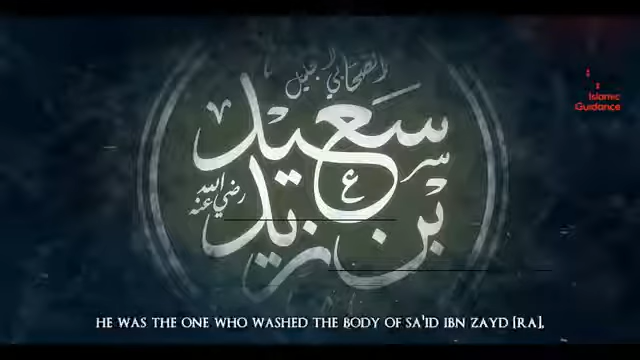 الصحابي الجليل
سعيد
بن زيد
رضي الله
عنه
Islamic
Guidance
HE WAS THE ONE WHO WASHED THE BODY OF SA'ID IBN ZAYD [RA],